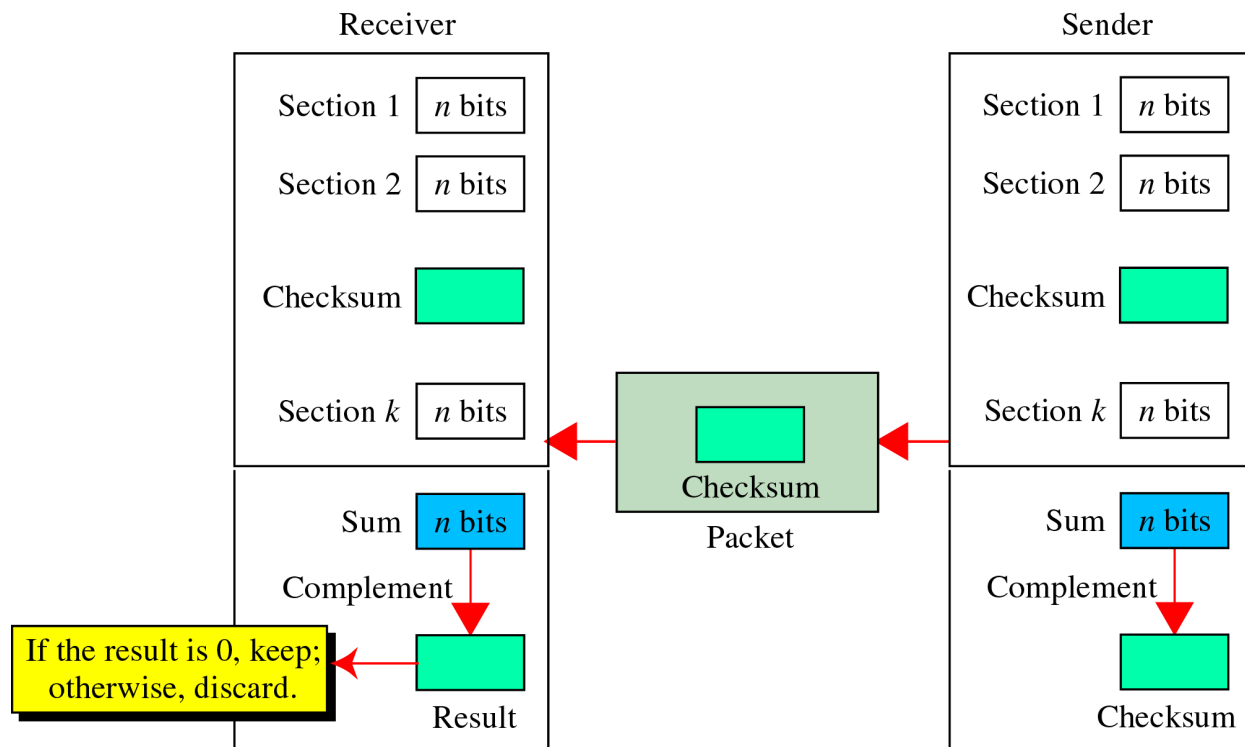 Receiver
Section 1 n bits
Section 2 n bits
Checksum
Section k n bits
Sum n bits
Complement
If the result is 0, keep;
otherwise, discard.
Result
Checksum
Packet
Sender
Section 1 n bits
Section 2 n bits
Checksum
Section k n bits
Sum n bits
Complement
Checksum